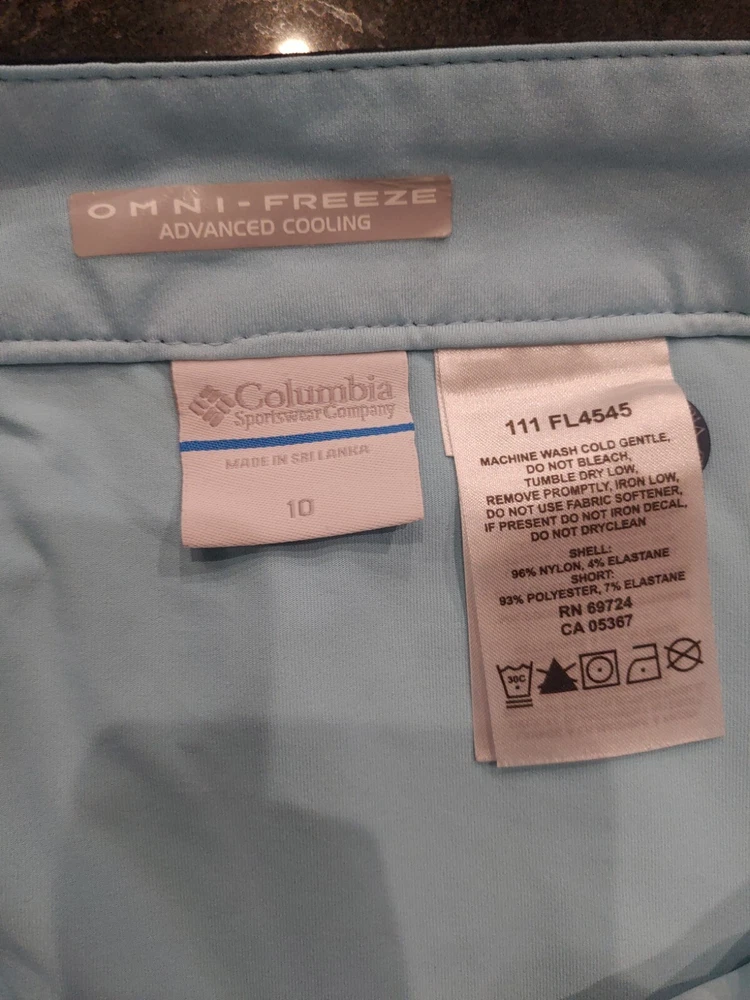 OMNI-FREEZE
ADVANCED COOLING
Columbia
Sportswear Company
MADE IN SRI LANKA
10
111 FL4545
MACHINE WASH COLD GENTLE,
DO NOT BLEACH,
TUMBLE DRY LOW,
REMOVE PROMPTLY, IRON LOW,
DO NOT USE FABRIC SOFTENER,
IF PRESENT DO NOT IRON DECAL,
DO NOT DRYCLEAN
SHELL:
96% NYLON, 4% ELASTANE
SHORT:
93% POLYESTER, 7% ELASTANE
RN 69724
CA 05367
30C